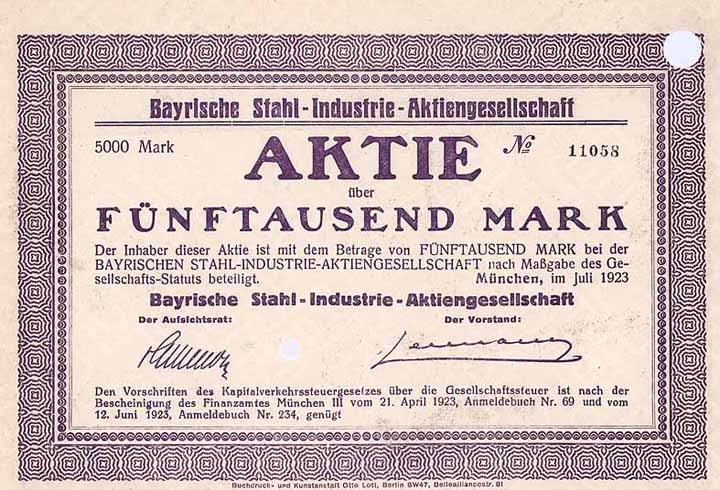 Bayrische Stahl-Industrie-Aktiengesellschaft
5000 Mark
AKTIE
№ 11058
über
FÜNFTAUSEND MARK
Der Inhaber dieser Aktie ist mit dem Betrage von FÜNFTAUSEND MARK bei der
BAYRISCHEN STAHL-INDUSTRIE-AKTIENGESELLSCHAFT nach Maßgabe des Ge-
sellschafts-Statuts beteiligt. München, im Juli 1923
Bayrische Stahl-Industrie-Aktiengesellschaft
Der Aufsichtsrat: Der Vorstand:
Den Vorschriften des Kapitalverkehrssteuergesetzes über die Gesellschaftssteuer ist nach der
Bescheinigung des Finanzamtes München III vom 21. April 1923, Anmeldebuch Nr. 69 und vom
12. Juni 1923, Anmeldebuch Nr. 234, genügt
Buchdruck- und Kunstanstalt Otto Lott, Berlin SW47, Bellealliancestr. 81